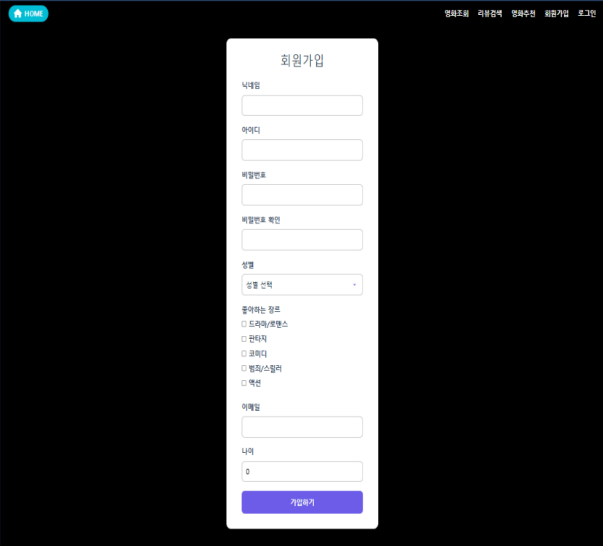 HOME
영화조회 리뷰검색 영화추천 회원가입 로그인
회원가입
닉네임
아이디
비밀번호
비밀번호 확인
성별
성별 선택
좋아하는 장르
드라마/로맨스
판타지
코미디
범죄/스릴러
액션
이메일
나이
0
가입하기